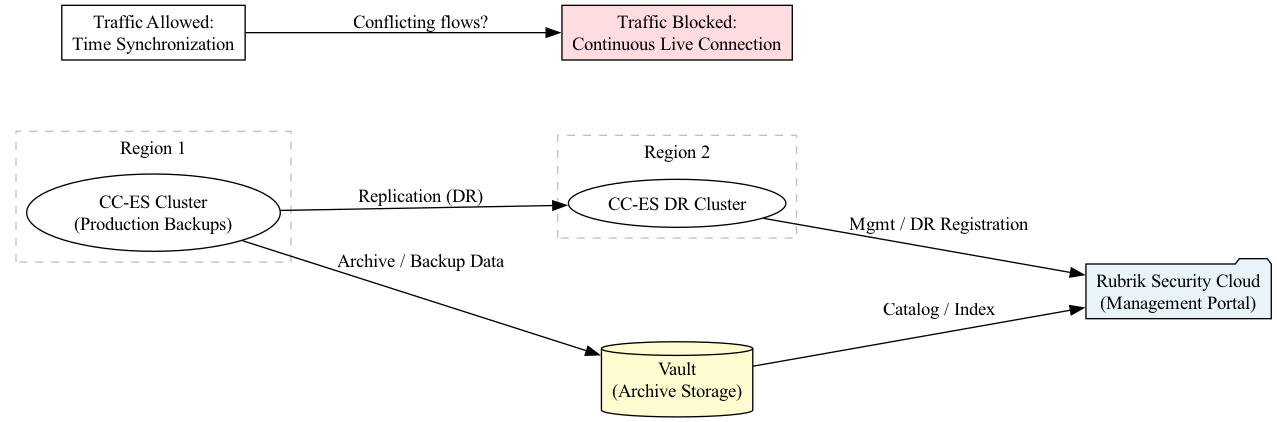 Traffic Allowed:
Time Synchronization
Conflicting flows?
Traffic Blocked:
Continuous Live Connection
Region 1
CC-ES Cluster
(Production Backups)
Replication (DR)
Region 2
CC-ES DR Cluster
Mgmt / DR Registration
Archive / Backup Data
Rubrik Security Cloud
(Management Portal)
Catalog / Index
Vault
(Archive Storage)